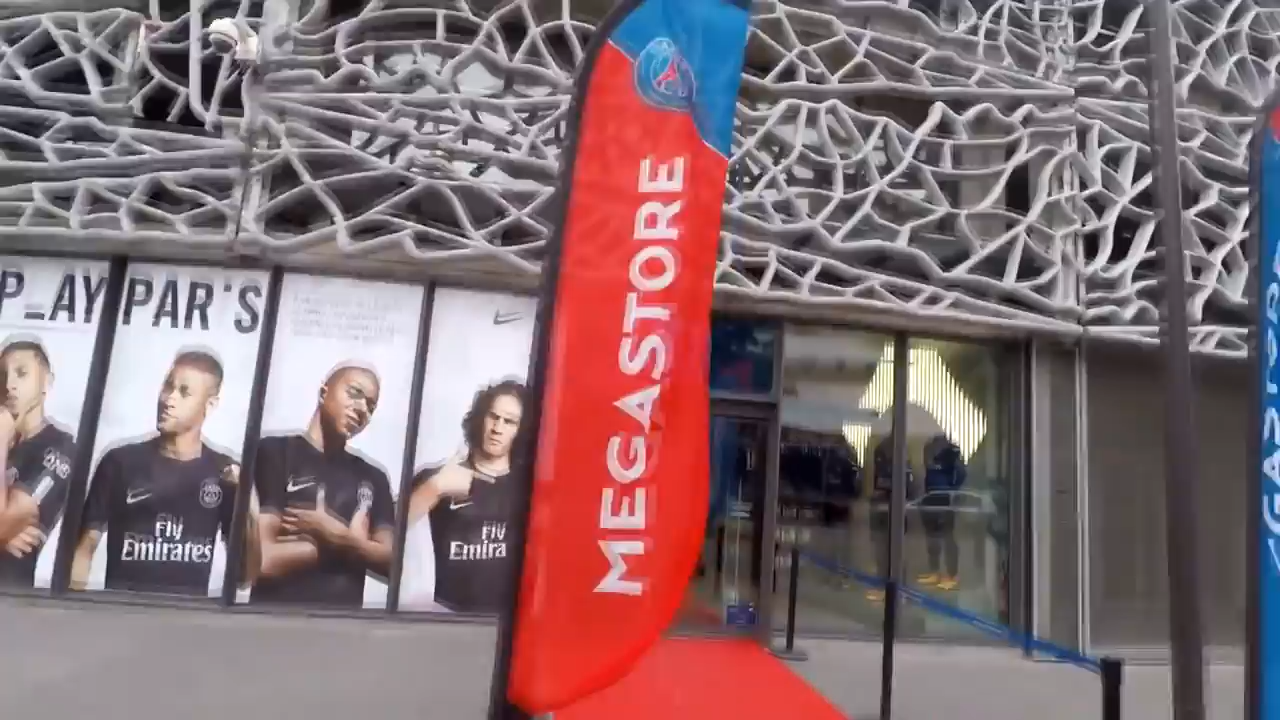 P_AY PAR'S
MEGASTORE
Fly
Emirates
Fly
Emira